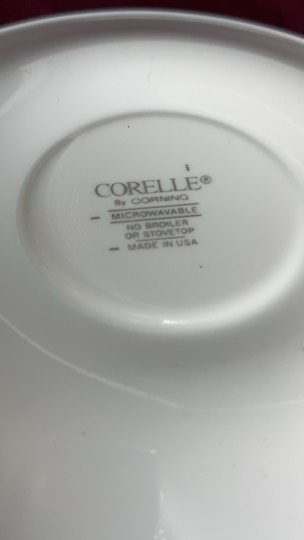 CORELLE®
By CORNING
MICROWAVABLE
NO BROILER
OR STOVETOP
MADE IN USA